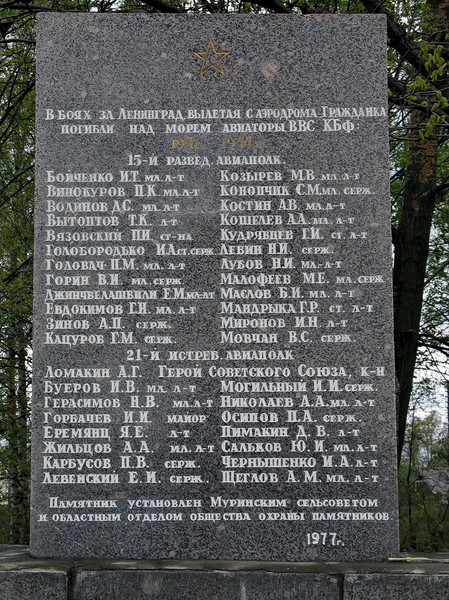 В боях за Ленинград, вылетая с аэродрома Гражданка
погибли над морем авиаторы ВВС КБФ:
15-й развед. авиаполк.
Бойченко И.Т. мл. л-т Козырев М.В. мл. л-т
Винокуров П.К. мл. л-т Конопчик С.М. мл. серж.
Водинов Д.С. мл. л-т Костин А.В. мл. л-т
Вытоптов Т.К. л-т Кошелев А.А. мл. л-т
Вязовский П.И. ст-на Кудрявцев Г.И. ст. л-т
Голобородько И.А. ст. серж. Левин Н.И. серж.
Головач П.М. мл. л-т Лубов Н.И. мл. л-т
Горин В.И. мл. серж Малофеев М.Е. мл. серж
Джинчвелашвили Е.М. мл-лт Маслов Б.И. мл. л-т
Евдокимов Г.Н. мл. л-т Мандрыка Г.Р. ст. л-т
Зинов А.П. серж. Миронов И.Н. л-т
Кацуров Г.М. серж. Мовчан В.С. серж.
21-й истреб. авиаполк
Ломакин А.Г. Герой Советского Союза, к-н
Буеров И.В. мл. л-т Могильный И.И. серж.
Герасимов Н.В. мл. л-т Николаев А.А. мл. л-т
Горбачев И.И. майор Осипов П.А. серж.
Еремянц Я.Е. л-т Пимакин Д.В. л-т
Жильцов А.А. мл. л-т Сальков Ю.И. мл. л-т
Карбусов П.В. серж. Чернышенко И.А. л-т
Левенский Е.И. серж. Щеглов А.М. мл. л-т
Памятник установлен Муринским сельсоветом
и областным отделом общества охраны памятников
1977г.